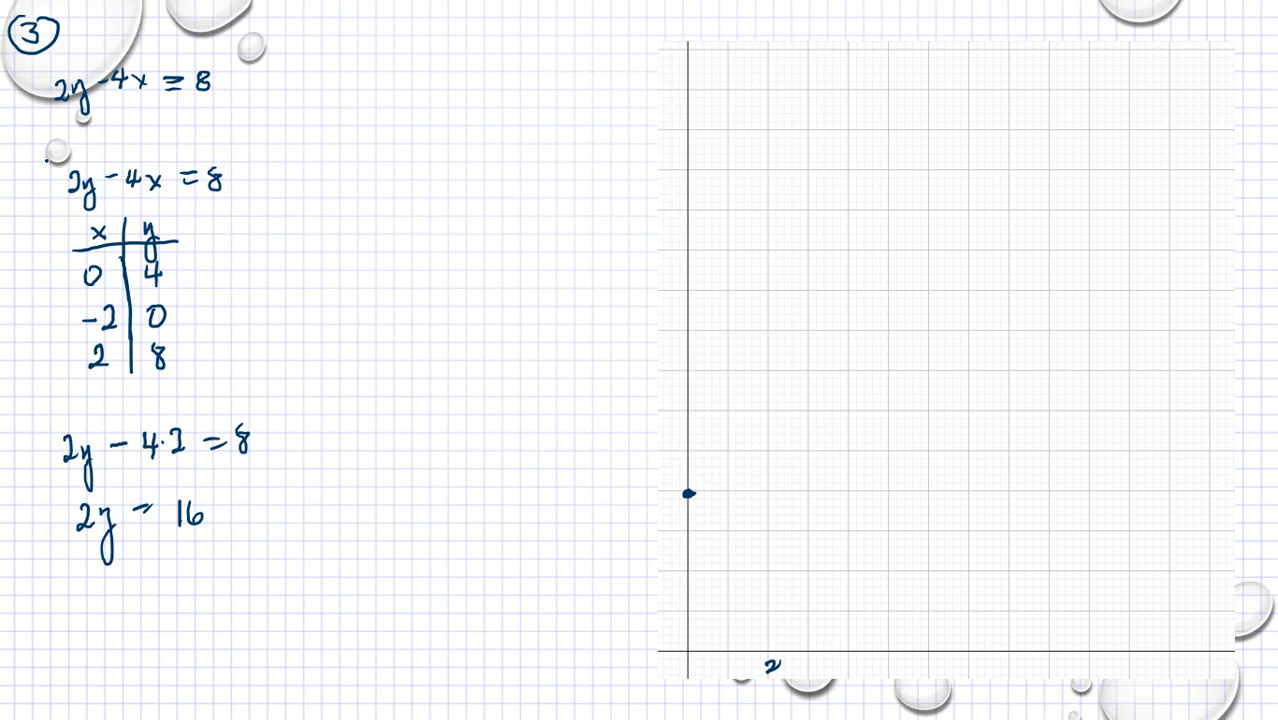 3
2y - 4x ≥ 8
2y - 4x = 8
x y
0 4
-2 0
2 8
2y - 4·2 = 8
2y = 16
2